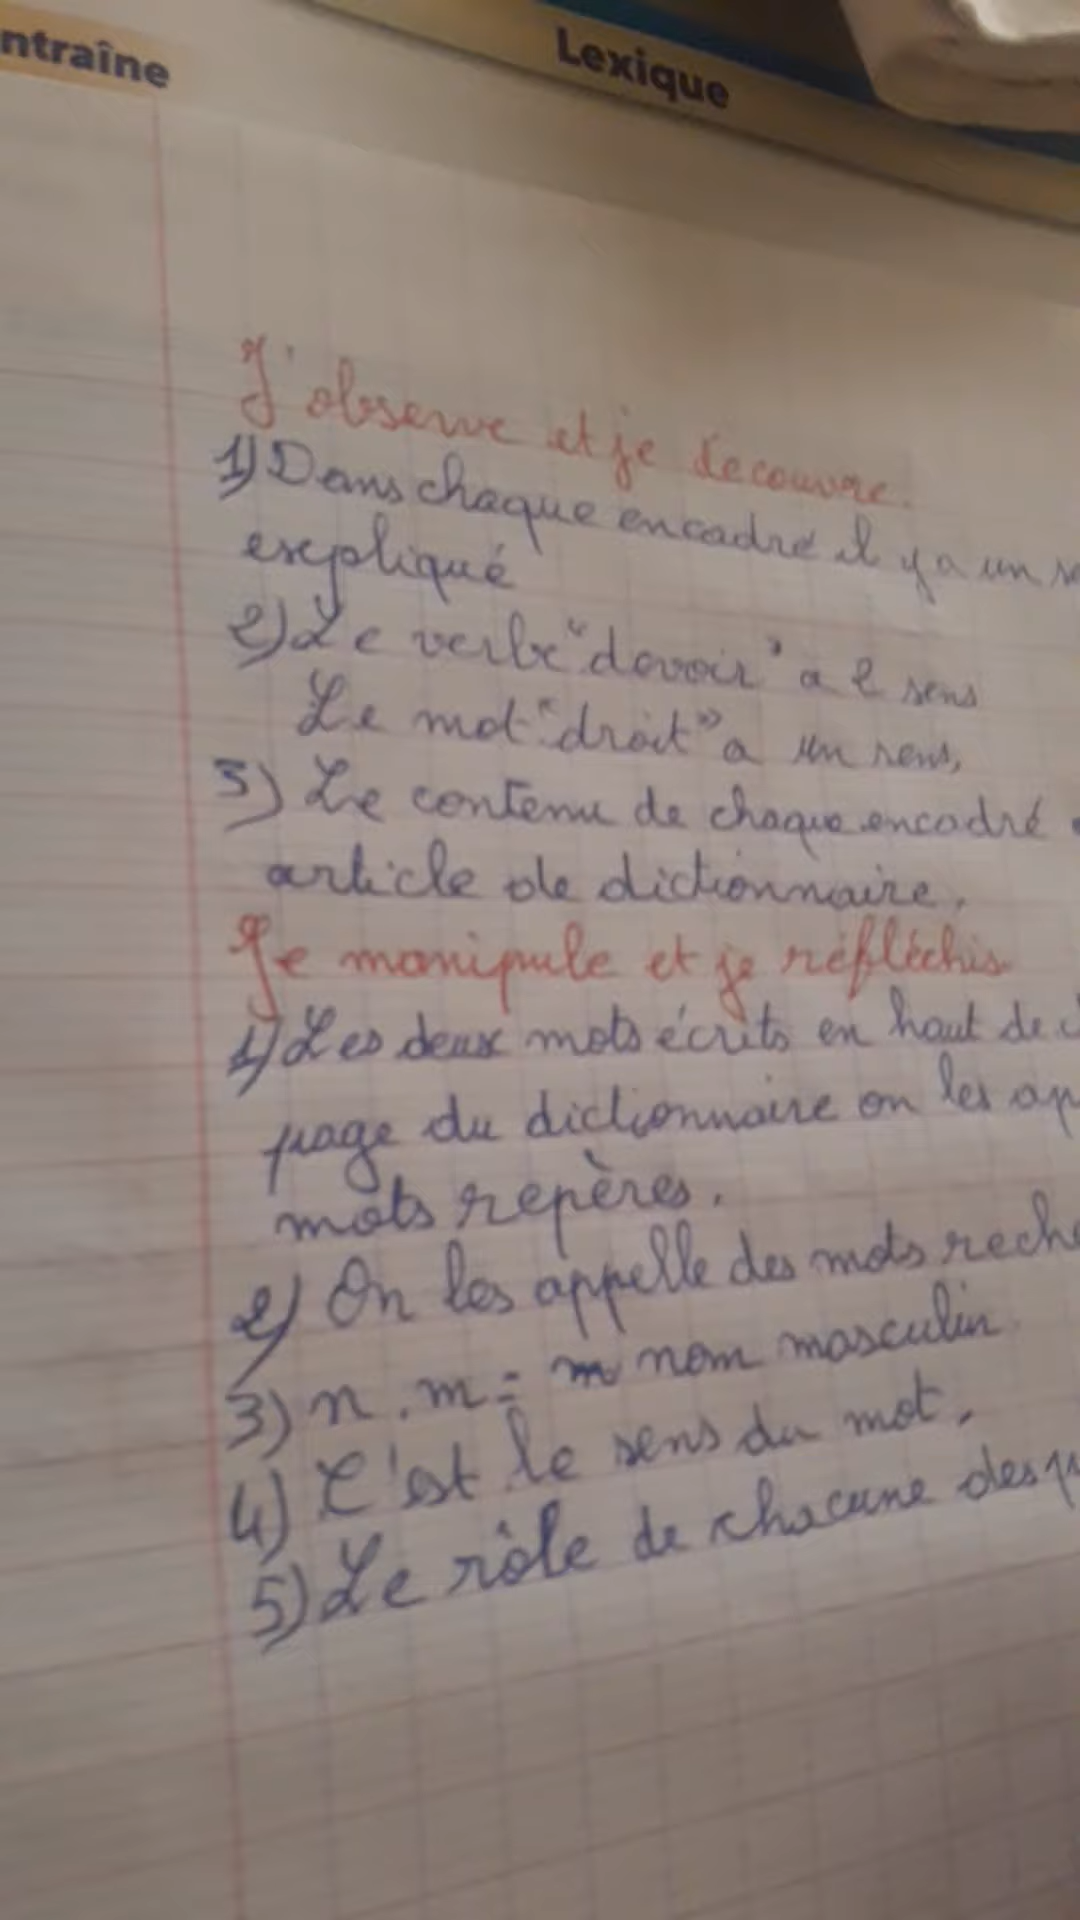 ntraîne
Lexique
J'observe et je decouvre.
1) Dans chaque encadré il y a un
expliqué
2) Le verbe "devoir" a 2 sens
Le mot "droit" a un sens,
3) Le contenu de chaque encadré
article de dictionnaire.
Je manipule et je réfléchis
1) Les deux mots écrits en haut de
page du dictionnaire on les ap
mots repères.
2) On les appelle des mots reche
3) n. m = nom masculin
4) C'est le sens du mot.
5) Le rôle de chacune des